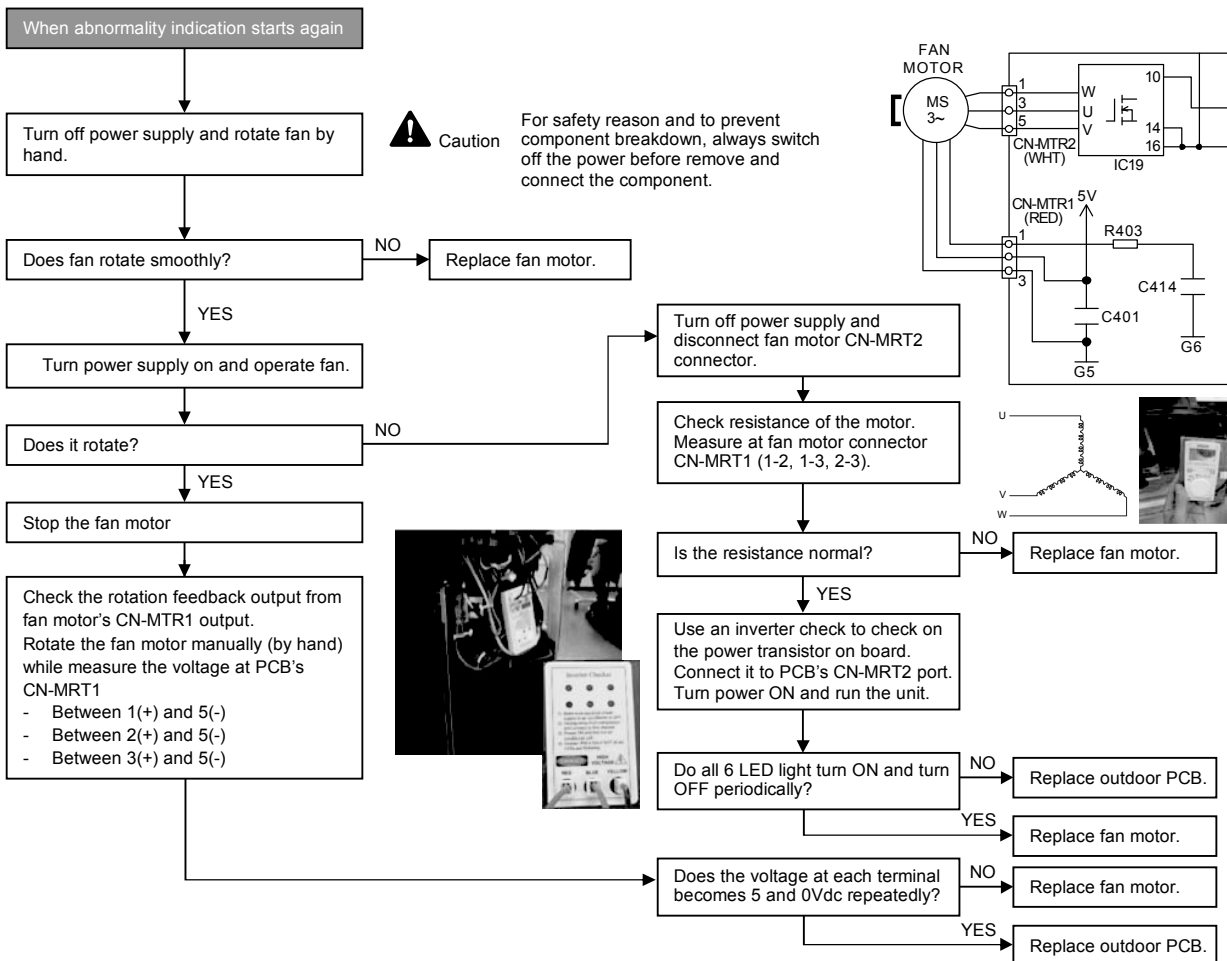 When abnormality indication starts again
Turn off power supply and rotate fan by
hand.
Caution
For safety reason and to prevent
component breakdown, always switch
off the power before remove and
connect the component.
Does fan rotate smoothly?
NO
Replace fan motor.
YES
Turn power supply on and operate fan.
Does it rotate?
NO
YES
Stop the fan motor
Check the rotation feedback output from
fan motor's CN-MTR1 output.
Rotate the fan motor manually (by hand)
while measure the voltage at PCB's
CN-MRT1
- Between 1(+) and 5(-)
- Between 2(+) and 5(-)
- Between 3(+) and 5(-)
Turn off power supply and
disconnect fan motor CN-MRT2
connector.
Check resistance of the motor.
Measure at fan motor connector
CN-MRT1 (1-2, 1-3, 2-3).
Is the resistance normal?
NO
Replace fan motor.
YES
Use an inverter check to check on
the power transistor on board.
Connect it to PCB's CN-MRT2 port.
Turn power ON and run the unit.
Do all 6 LED light turn ON and turn
OFF periodically?
NO
Replace outdoor PCB.
YES
Replace fan motor.
Does the voltage at each terminal
becomes 5 and 0Vdc repeatedly?
NO
Replace fan motor.
YES
Replace outdoor PCB.
FAN
MOTOR
MS
3~
1
3
5
W
U
V
10
14
16
CN-MTR2
(WHT)
IC19
CN-MTR1
(RED)
5V
1
3
R403
C414
C401
G6
G5
U
V
W
Inverter Checker
HIGH
VOLTAGE
RED BLUE YELLOW